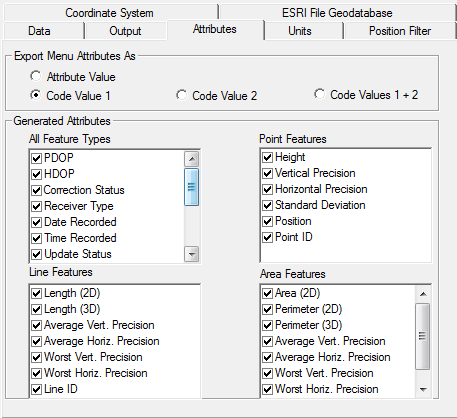 Coordinate System ESRI File Geodatabase
Data Output Attributes Units Position Filter
Export Menu Attributes As
Attribute Value
Code Value 1 Code Value 2 Code Values 1 + 2
Generated Attributes
All Feature Types
PDOP
HDOP
Correction Status
Receiver Type
Date Recorded
Time Recorded
Update Status
Point Features
Height
Vertical Precision
Horizontal Precision
Standard Deviation
Position
Point ID
Line Features
Length (2D)
Length (3D)
Average Vert. Precision
Average Horiz. Precision
Worst Vert. Precision
Worst Horiz. Precision
Line ID
Area Features
Area (2D)
Perimeter (2D)
Perimeter (3D)
Average Vert. Precision
Average Horiz. Precision
Worst Vert. Precision
Worst Horiz. Precision